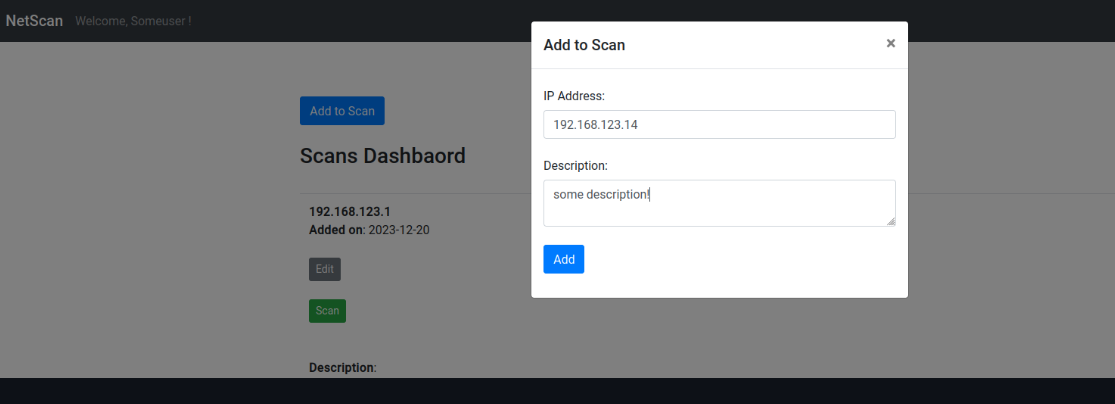 NetScan Welcome, Someuser !
Add to Scan
Scans Dashbaord
192.168.123.1
Added on: 2023-12-20
Edit
Scan
Description:
Add to Scan ×
IP Address:
192.168.123.14
Description:
some description!
Add